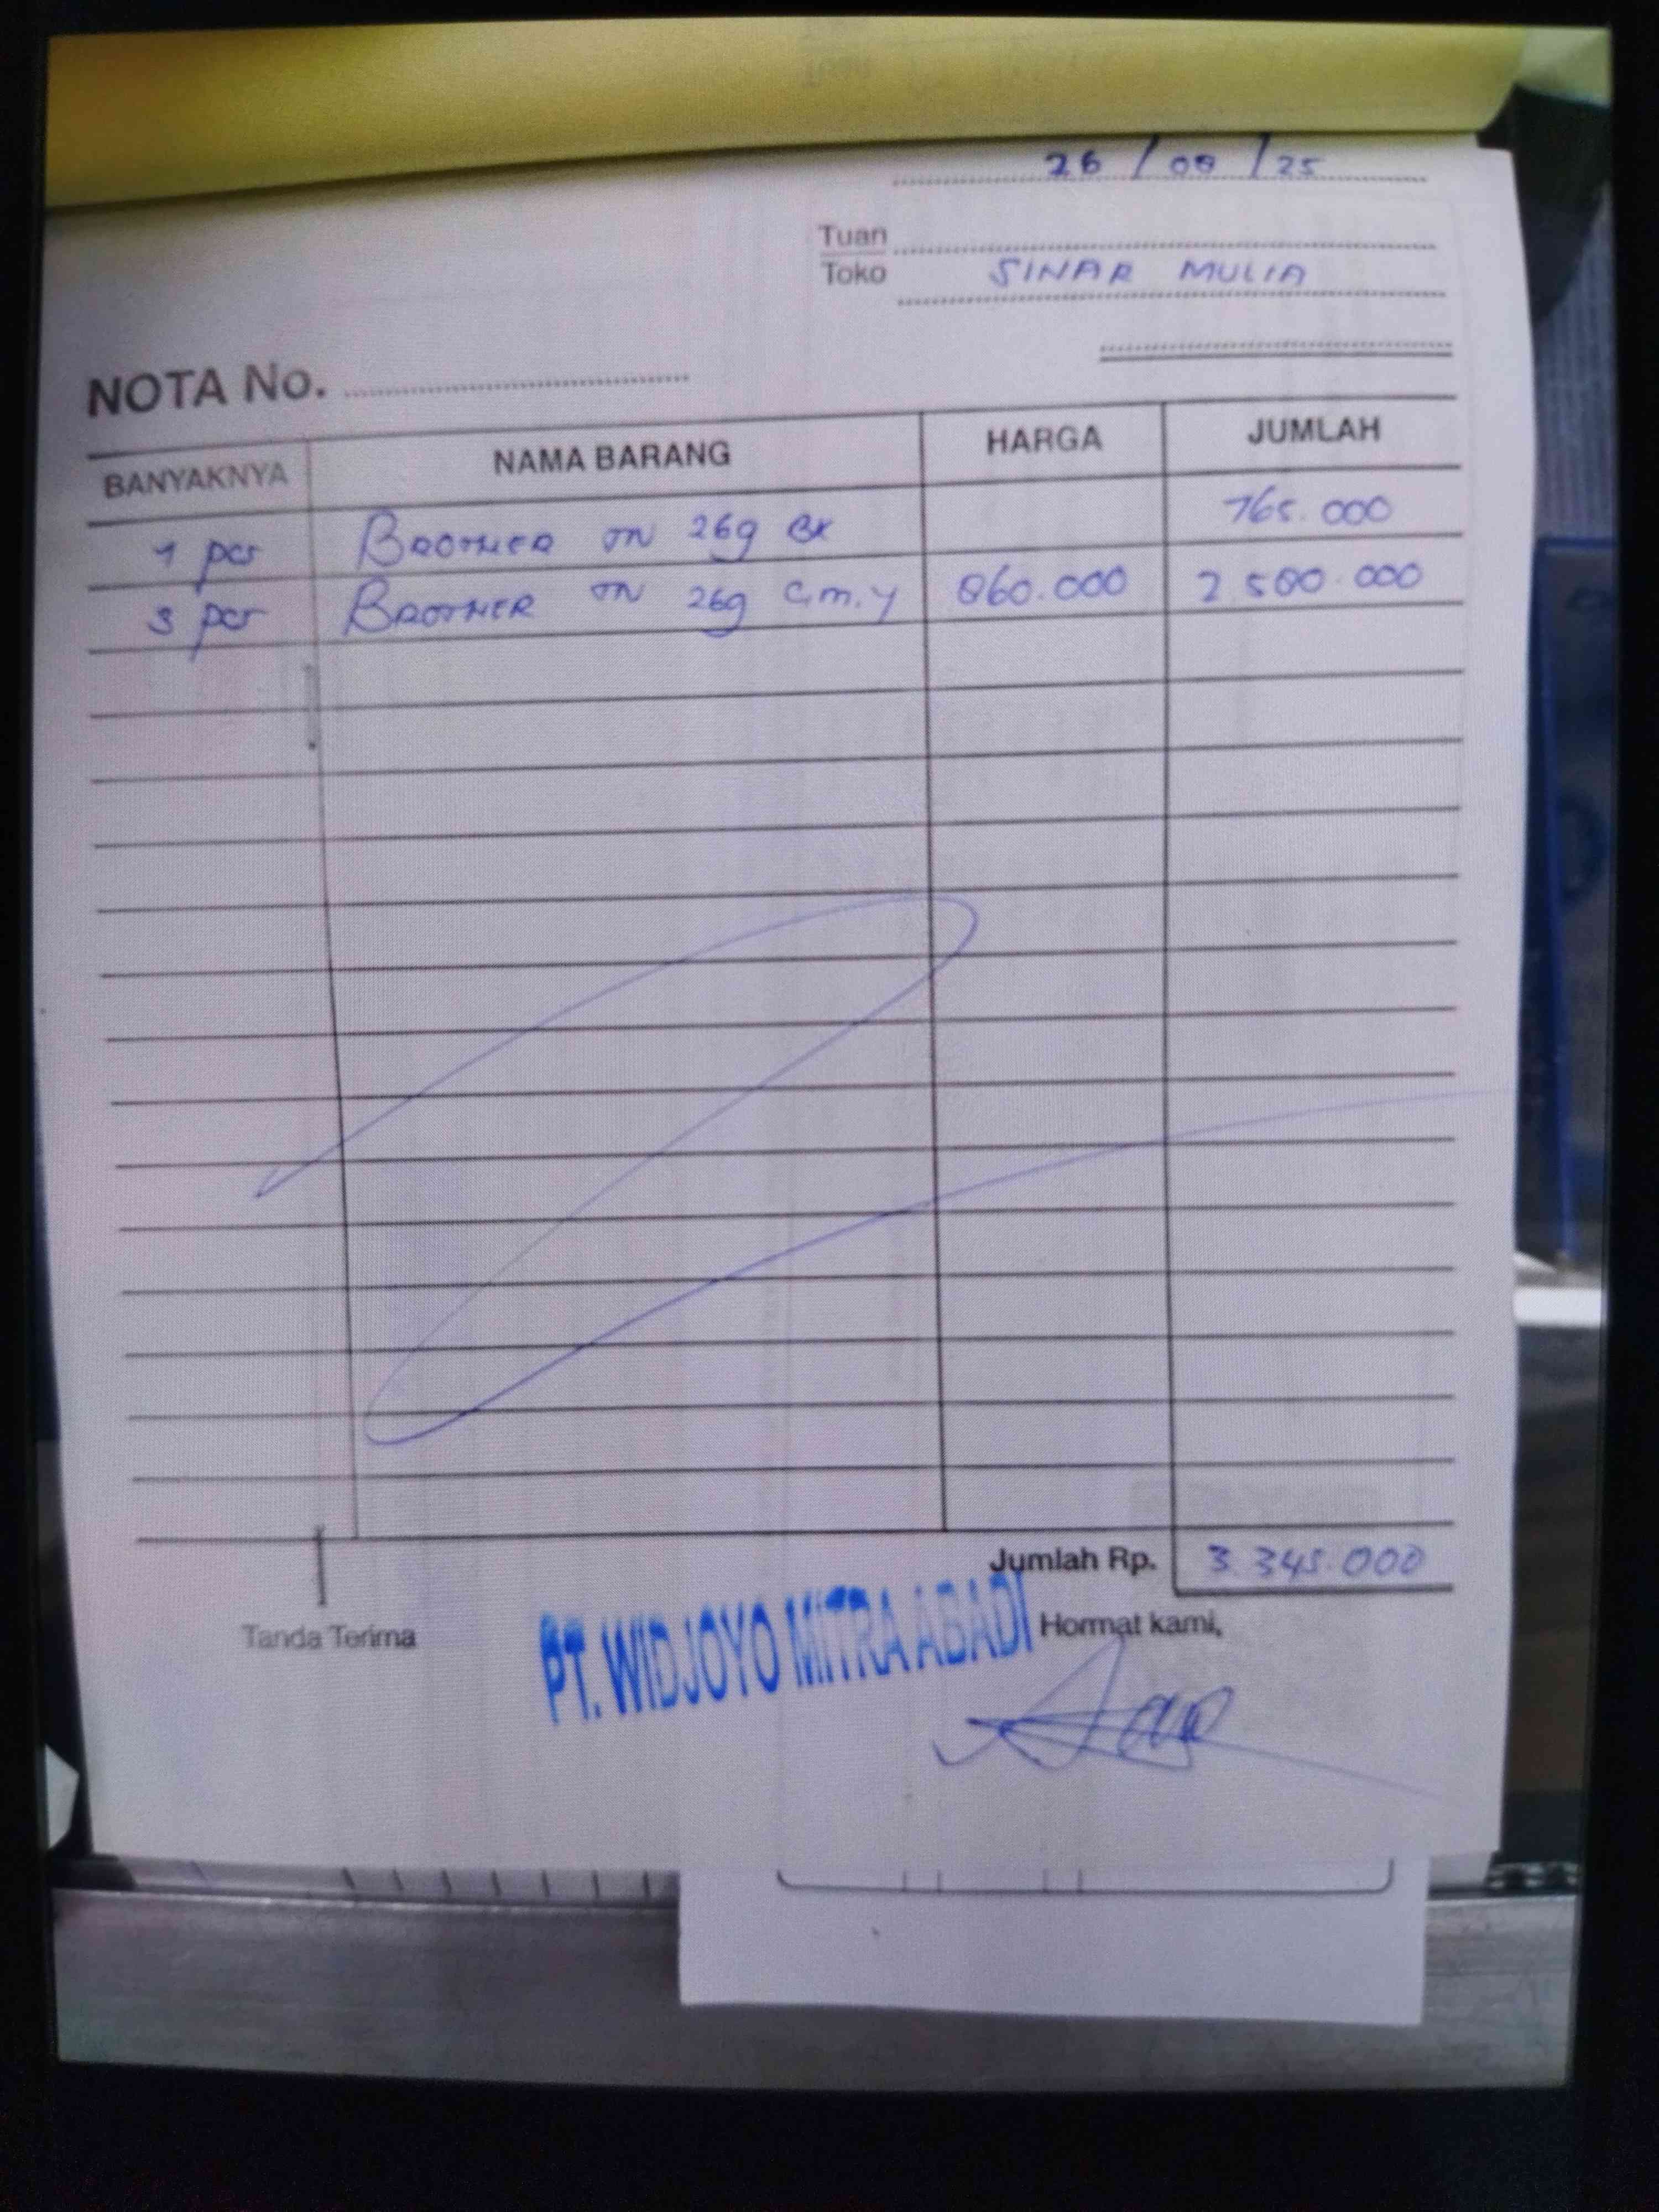 26 / 08 / 25
Tuan
Toko SINAR MULIA
NOTA No.
BANYAKNYA NAMA BARANG HARGA JUMLAH
1 pcs BROTHER TN 269 BK 765.000
3 pcs BROTHER TN 269 C,m,y 860.000 2 580.000
Jumlah Rp. 3.345.000
Tanda Terima PT. WIDJOYO MITRA ABADI Hormat kami,